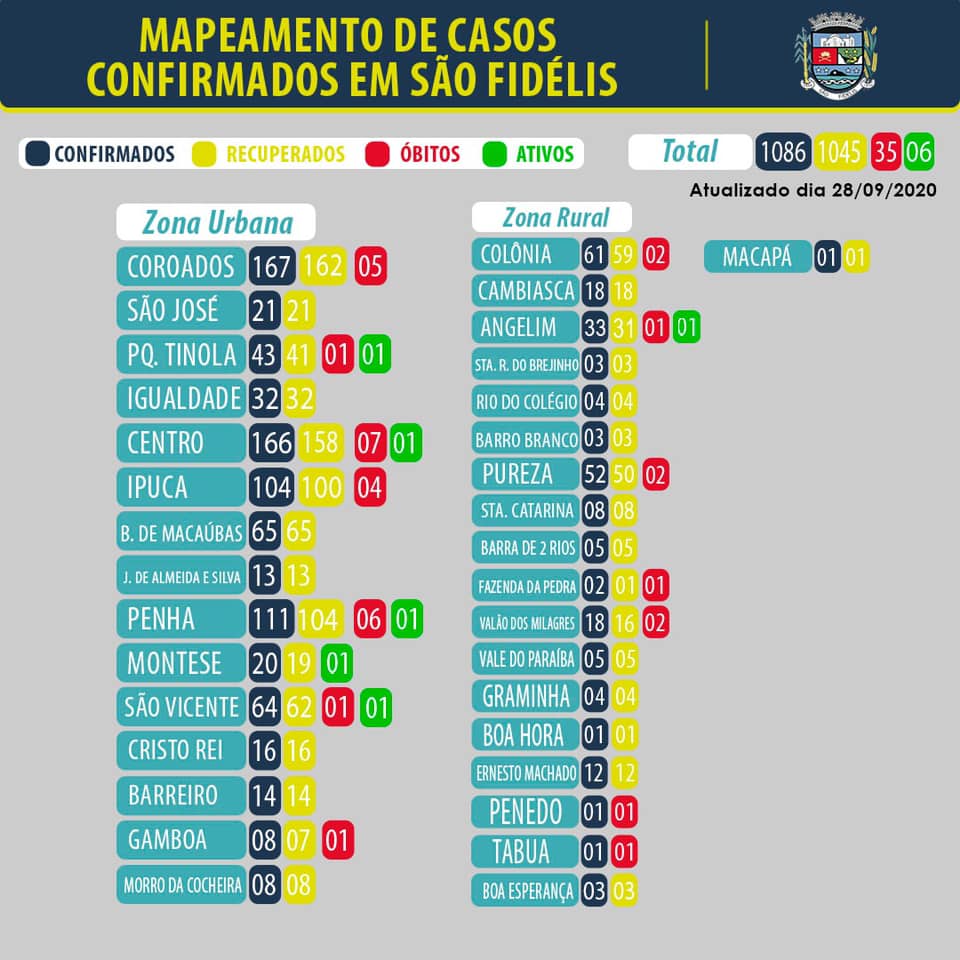 MAPEAMENTO DE CASOS
CONFIRMADOS EM SÃO FIDÉLIS
CONFIRMADOS RECUPERADOS ÓBITOS ATIVOS
Total 1086 1045 35 06
Atualizado dia 28/09/2020
Zona Urbana
COROADOS 167 162 05
SÃO JOSÉ 21 21
PQ. TINOLA 43 41 01 01
IGUALDADE 32 32
CENTRO 166 158 07 01
IPUCA 104 100 04
B. DE MACAÚBAS 65 65
J. DE ALMEIDA E SILVA 13 13
PENHA 111 104 06 01
MONTESE 20 19 01
SÃO VICENTE 64 62 01 01
CRISTO REI 16 16
BARREIRO 14 14
GAMBOA 08 07 01
MORRO DA COCHEIRA 08 08
Zona Rural
COLÔNIA 61 59 02
CAMBIASCA 18 18
ANGELIM 33 31 01 01
STA. R. DO BREJINHO 03 03
RIO DO COLÉGIO 04 04
BARRO BRANCO 03 03
PUREZA 52 50 02
STA. CATARINA 08 08
BARRA DE 2 RIOS 05 05
FAZENDA DA PEDRA 02 01 01
VALÃO DOS MILAGRES 18 16 02
VALE DO PARAÍBA 05 05
GRAMINHA 04 04
BOA HORA 01 01
ERNESTO MACHADO 12 12
PENEDO 01 01
TABUA 01 01
BOA ESPERANÇA 03 03
MACAPÁ 01 01